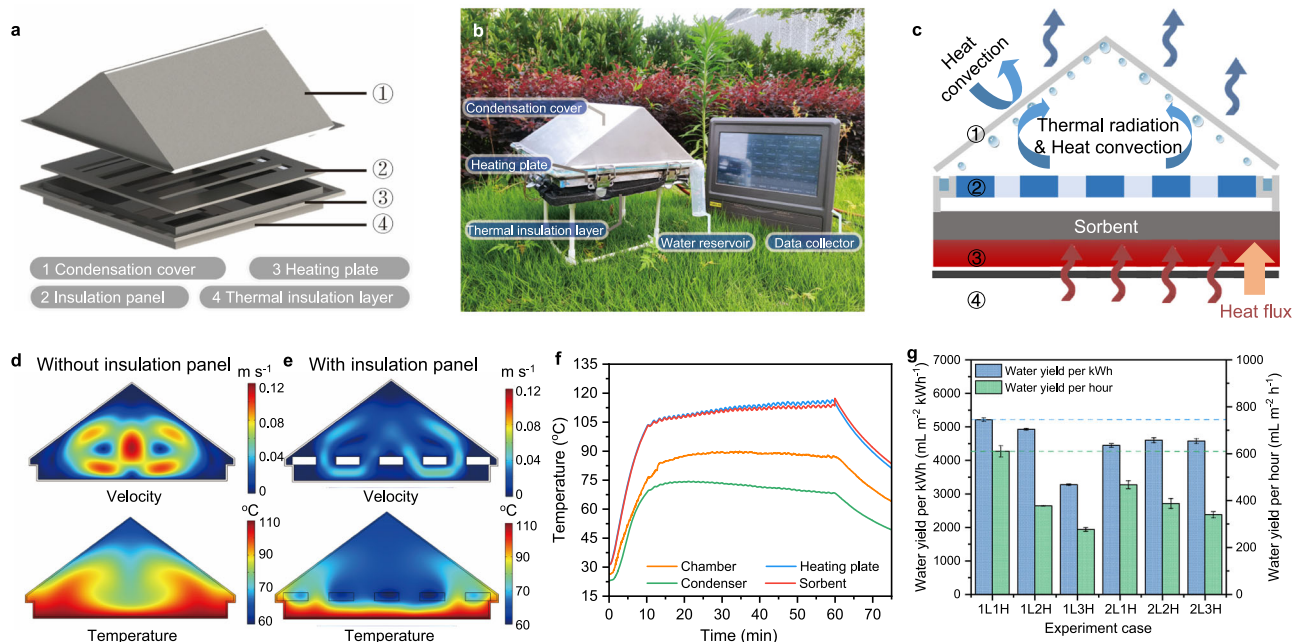 a
①
②
③
④
1 Condensation cover
3 Heating plate
2 Insulation panel
4 Thermal insulation layer
b
Condensation cover
Heating plate
Thermal insulation layer
Water reservoir
Data collector
c
Heat
convection
①
Thermal radiation
& Heat convection
②
Sorbent
③
④
Heat flux
d Without insulation panel
m s⁻¹
0.12
0.08
0.04
0
Velocity
°C
110
90
70
60
Temperature
e With insulation panel
m s⁻¹
0.12
0.08
0.04
0
Velocity
°C
110
90
70
60
Temperature
f
Temperature (°C)
135
120
105
90
75
60
45
30
15
Chamber
Heating plate
Condenser
Sorbent
0 10 20 30 40 50 60 70
Time (min)
g
Water yield per kWh (mL m⁻² kWh⁻¹)
7000
6000
5000
4000
3000
2000
1000
0
Water yield per kWh
Water yield per hour
1000
800
600
400
200
0
Water yield per hour (mL m⁻² h⁻¹)
1L1H 1L2H 1L3H 2L1H 2L2H 2L3H
Experiment case